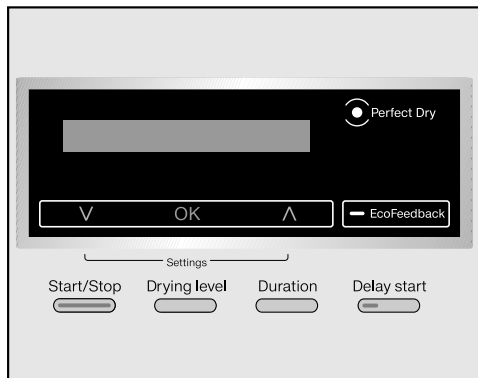 Perfect Dry
OK
EcoFeedback
Settings
Start/Stop Drying level Duration Delay start